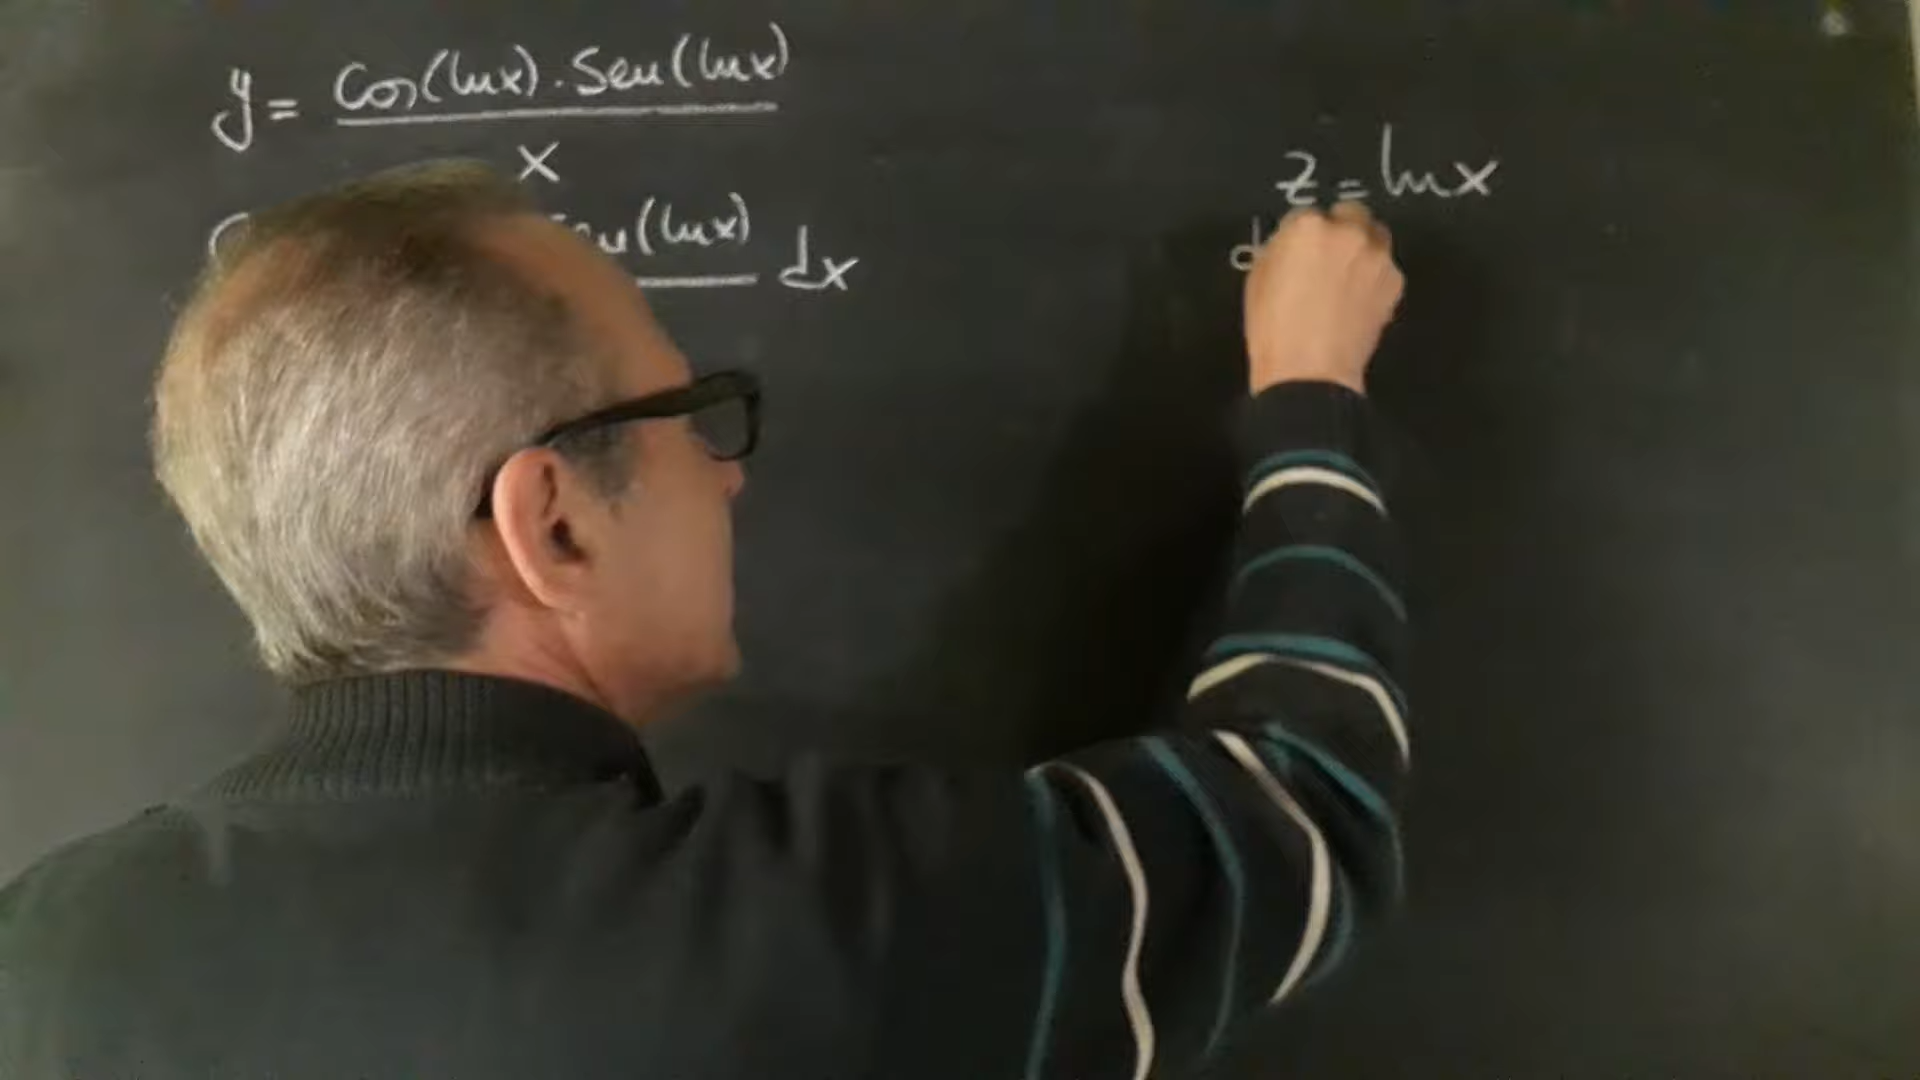 y = Cos(lnx) . Sen(lnx)
x
z = lnx
Sen(lnx) dx
d